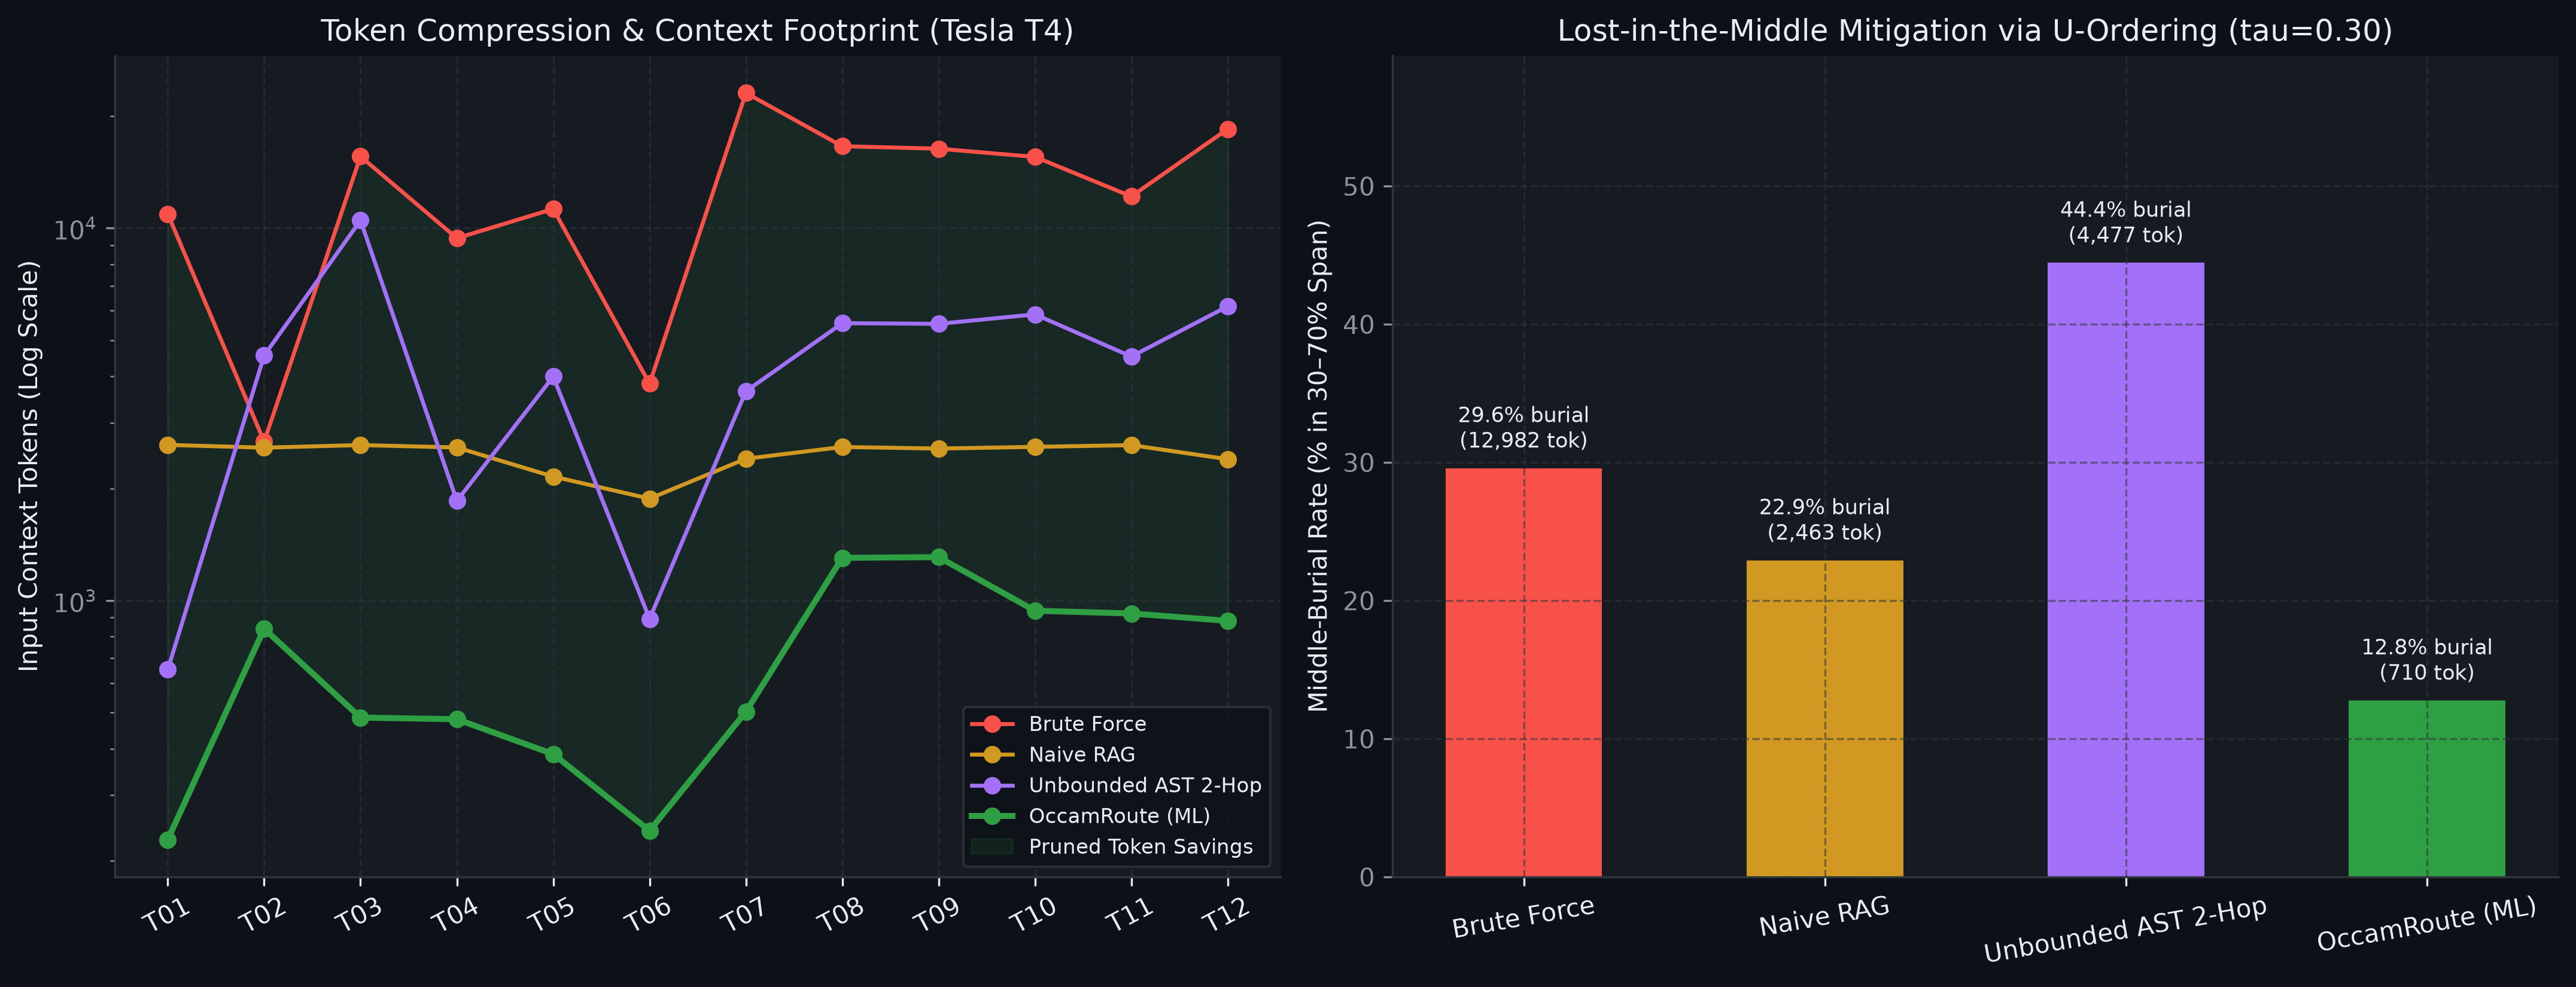 Token Compression & Context Footprint (Tesla T4)
Input Context Tokens (Log Scale)
10⁴
10³
T01
T02
T03
T04
T05
T06
T07
T08
T09
T10
T11
T12
Brute Force
Naive RAG
Unbounded AST 2-Hop
OccamRoute (ML)
Pruned Token Savings
Lost-in-the-Middle Mitigation via U-Ordering (tau=0.30)
Middle-Burial Rate (% in 30–70% Span)
50
40
30
20
10
0
29.6% burial
(12,982 tok)
22.9% burial
(2,463 tok)
44.4% burial
(4,477 tok)
12.8% burial
(710 tok)
Brute Force
Naive RAG
Unbounded AST 2-Hop
OccamRoute (ML)